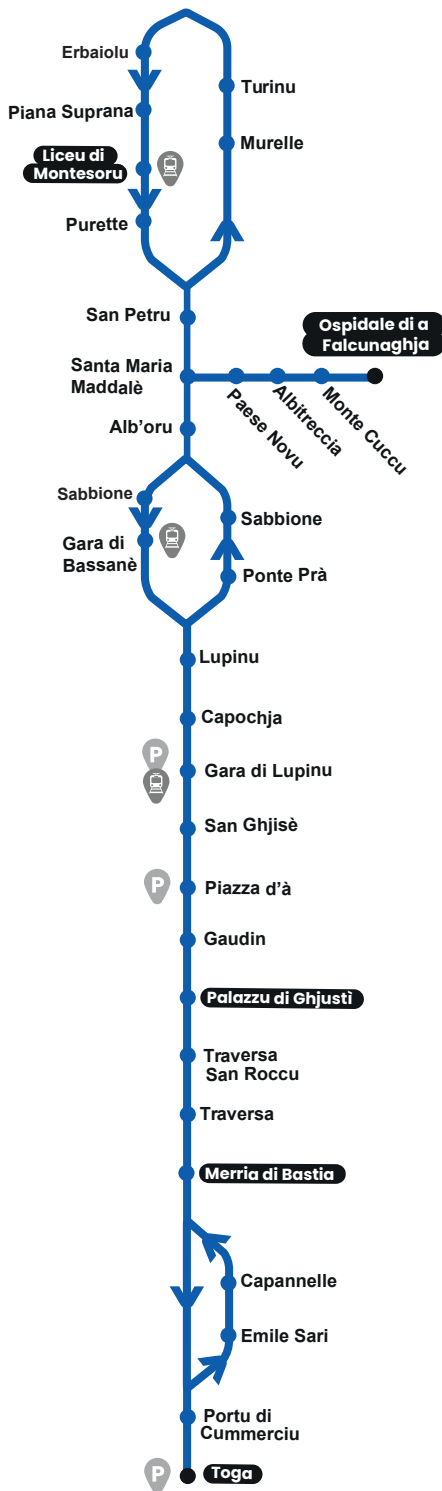 Erbaiolu
Turinu
Piana Suprana
Murelle
Liceu di
Montesoru
Purette
San Petru
Ospidale di a
Falcunaghja
Santa Maria
Maddalè
Paese Novu
Albitreccia
Monte Cuccu
Alb'oru
Sabbione
Sabbione
Gara di
Bassanè
Ponte Prà
Lupinu
Capochja
P
Gara di Lupinu
San Ghjisè
P
Piazza d'à
Gaudin
Palazzu di Ghjustì
Traversa
San Roccu
Traversa
Merria di Bastia
Capannelle
Emile Sari
Portu di
Cummerciu
P
Toga